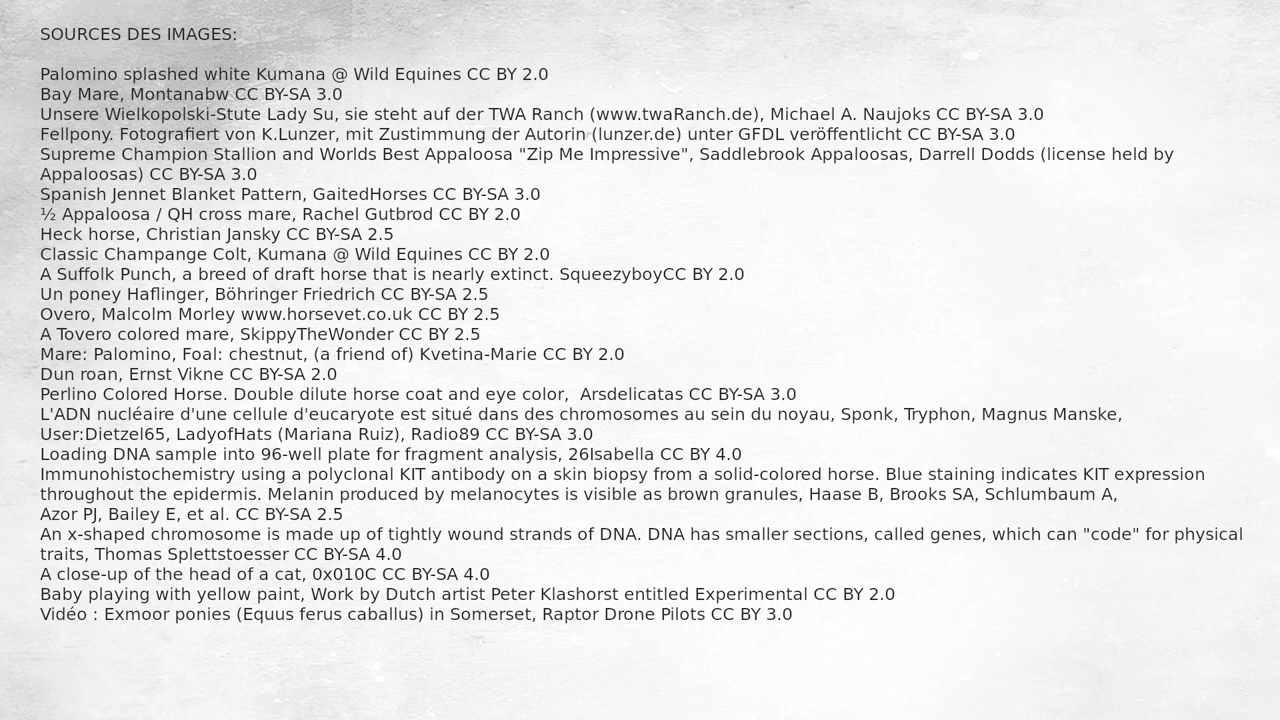 SOURCES DES IMAGES:
Palomino splashed white Kumana @ Wild Equines CC BY 2.0
Bay Mare, Montanabw CC BY-SA 3.0
Unsere Wielkopolski-Stute Lady Su, sie steht auf der TWA Ranch (www.twaRanch.de), Michael A. Naujoks CC BY-SA 3.0
Fellpony. Fotografiert von K.Lunzer, mit Zustimmung der Autorin (lunzer.de) unter GFDL veröffentlicht CC BY-SA 3.0
Supreme Champion Stallion and Worlds Best Appaloosa "Zip Me Impressive", Saddlebrook Appaloosas, Darrell Dodds (license held by
Appaloosas) CC BY-SA 3.0
Spanish Jennet Blanket Pattern, GaitedHorses CC BY-SA 3.0
½ Appaloosa / QH cross mare, Rachel Gutbrod CC BY 2.0
Heck horse, Christian Jansky CC BY-SA 2.5
Classic Champange Colt, Kumana @ Wild Equines CC BY 2.0
A Suffolk Punch, a breed of draft horse that is nearly extinct. SqueezyboyCC BY 2.0
Un poney Haflinger, Böhringer Friedrich CC BY-SA 2.5
Overo, Malcolm Morley www.horsevet.co.uk CC BY 2.5
A Tovero colored mare, SkippyTheWonder CC BY 2.5
Mare: Palomino, Foal: chestnut, (a friend of) Kvetina-Marie CC BY 2.0
Dun roan, Ernst Vikne CC BY-SA 2.0
Perlino Colored Horse. Double dilute horse coat and eye color,  Arsdelicatas CC BY-SA 3.0
L'ADN nucléaire d'une cellule d'eucaryote est situé dans des chromosomes au sein du noyau, Sponk, Tryphon, Magnus Manske,
User:Dietzel65, LadyofHats (Mariana Ruiz), Radio89 CC BY-SA 3.0
Loading DNA sample into 96-well plate for fragment analysis, 26Isabella CC BY 4.0
Immunohistochemistry using a polyclonal KIT antibody on a skin biopsy from a solid-colored horse. Blue staining indicates KIT expression
throughout the epidermis. Melanin produced by melanocytes is visible as brown granules, Haase B, Brooks SA, Schlumbaum A,
Azor PJ, Bailey E, et al. CC BY-SA 2.5
An x-shaped chromosome is made up of tightly wound strands of DNA. DNA has smaller sections, called genes, which can "code" for physical
traits, Thomas Splettstoesser CC BY-SA 4.0
A close-up of the head of a cat, 0x010C CC BY-SA 4.0
Baby playing with yellow paint, Work by Dutch artist Peter Klashorst entitled Experimental CC BY 2.0
Vidéo : Exmoor ponies (Equus ferus caballus) in Somerset, Raptor Drone Pilots CC BY 3.0